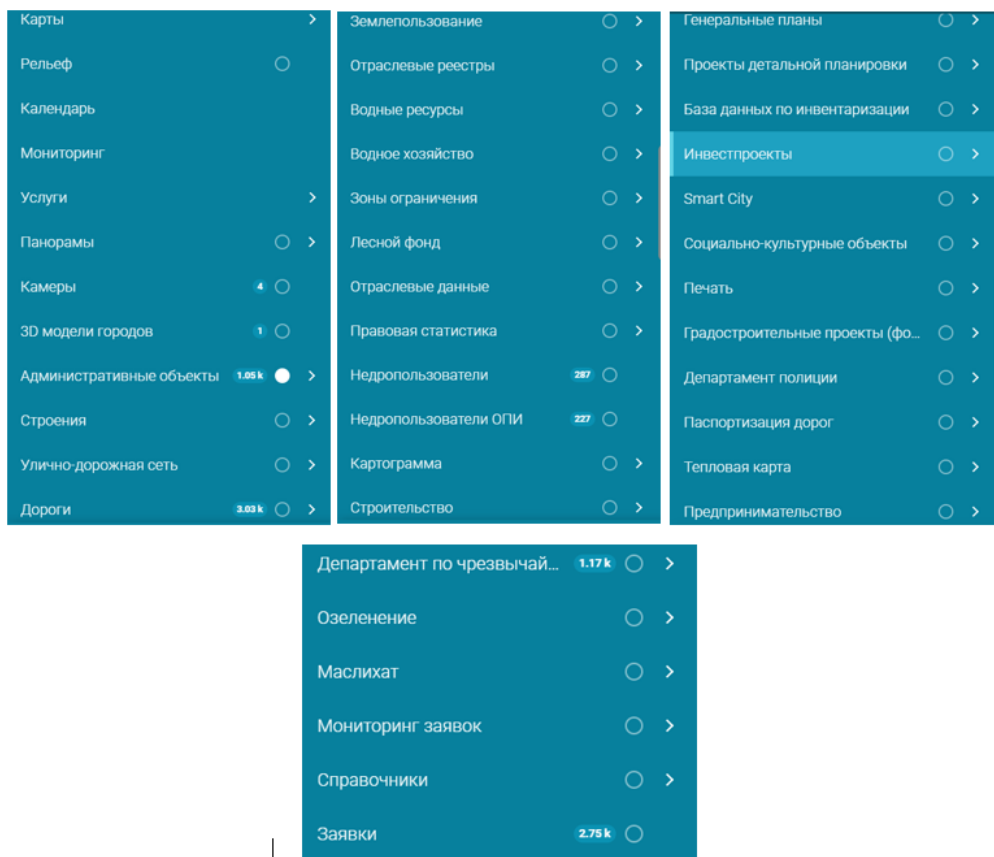 Карты
Рельеф
Календарь
Мониторинг
Услуги
Панорамы
Камеры 4
3D модели городов 1
Административные объекты 1.05 k
Строения
Улично-дорожная сеть
Дороги 3.03 k
Землепользование
Отраслевые реестры
Водные ресурсы
Водное хозяйство
Зоны ограничения
Лесной фонд
Отраслевые данные
Правовая статистика
Недропользователи 287
Недропользователи ОПИ 227
Картограмма
Строительство
Генеральные планы
Проекты детальной планировки
База данных по инвентаризации
Инвестпроекты
Smart City
Социально-культурные объекты
Печать
Градостроительные проекты (фо...
Департамент полиции
Паспортизация дорог
Тепловая карта
Предпринимательство
Департамент по чрезвычай... 1.17 k
Озеленение
Маслихат
Мониторинг заявок
Справочники
Заявки 2.75 k